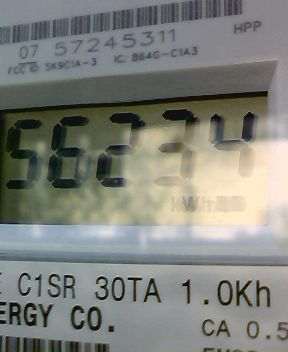 HPP
07 57245311
FCC ID: SK9C1A-3 IC: 864G-C1A3
56234
kWh
C1SR 30TA 1.0Kh
ERGY CO.
CA 0.5